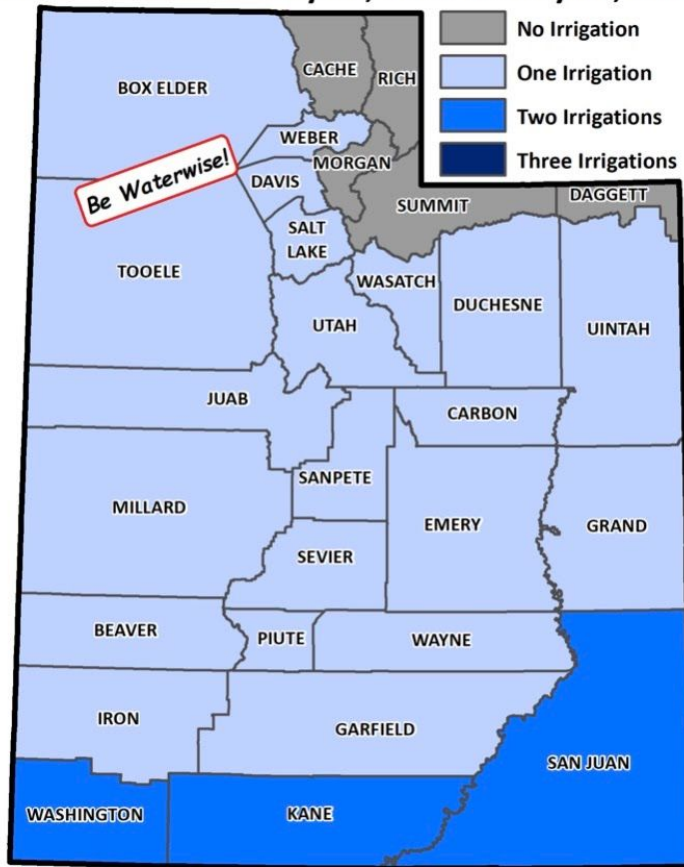 No Irrigation
One Irrigation
Two Irrigations
Three Irrigations
CACHE
RICH
BOX ELDER
WEBER
MORGAN
Be Waterwise!
DAVIS
SUMMIT
DAGGETT
SALT
LAKE
TOOELE
WASATCH
DUCHESNE
UINTAH
UTAH
JUAB
CARBON
SANPETE
MILLARD
EMERY
GRAND
SEVIER
BEAVER
PIUTE
WAYNE
IRON
GARFIELD
SAN JUAN
WASHINGTON
KANE